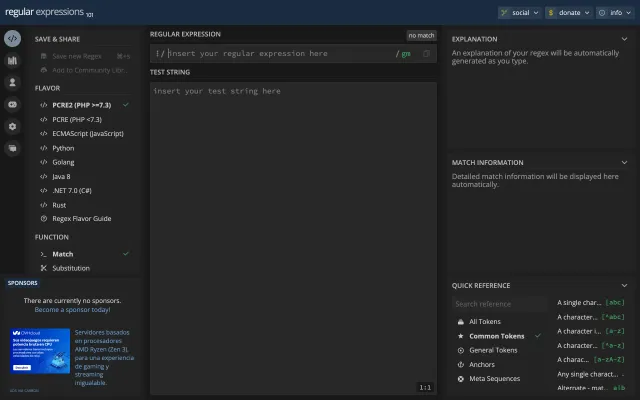 regular expressions 101
social
donate
info
SAVE & SHARE
Save new Regex ⌘+S
Add to Community Libr...
FLAVOR
PCRE2 (PHP >=7.3)
PCRE (PHP <7.3)
ECMAScript (JavaScript)
Python
Golang
Java 8
.NET 7.0 (C#)
Rust
Regex Flavor Guide
FUNCTION
Match
Substitution
SPONSORS
There are currently no sponsors.
Become a sponsor today!
OVHcloud
Servidores basados
en procesadores
AMD Ryzen (Zen 3),
para una experiencia
de gaming y
streaming
inigualable.
REGULAR EXPRESSION
no match
/ insert your regular expression here / gm
TEST STRING
insert your test string here
1:1
EXPLANATION
An explanation of your regex will be automatically
generated as you type.
MATCH INFORMATION
Detailed match information will be displayed here
automatically.
QUICK REFERENCE
Search reference
All Tokens
Common Tokens
General Tokens
Anchors
Meta Sequences
A single char... [abc]
A character... [^abc]
A character i... [a-z]
A character... [^a-z]
A charac... [a-zA-Z]
Any single charact... .
Alternate - mat... a|b